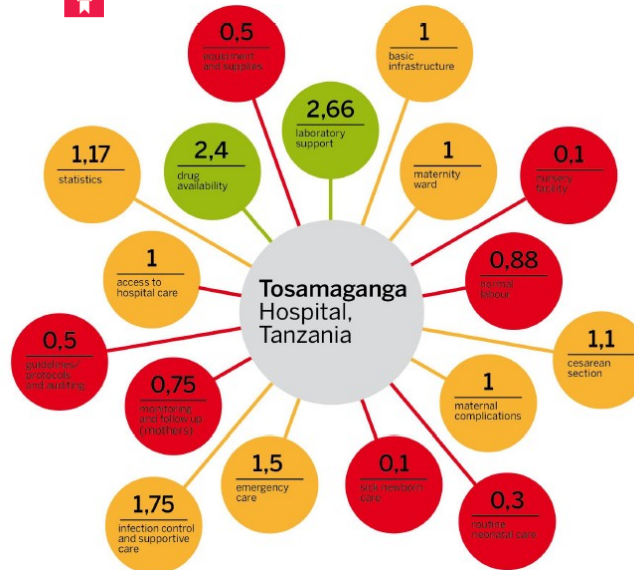 0,5
equipment
and supplies
1
basic
infrastructure
2,66
laboratory
support
1,17
statistics
2,4
drug
availability
1
maternity
ward
0,1
nursery
facility
1
access to
hospital care
Tosamaganga
Hospital,
Tanzania
0,88
normal
labour
0,5
guidelines/
protocols
and auditing
0,75
monitoring
and follow up
(mothers)
1,1
cesarean
section
1
maternal
complications
1,5
emergency
care
0,1
sick newborn
care
1,75
infection control
and supportive
care
0,3
routine
neonatal care